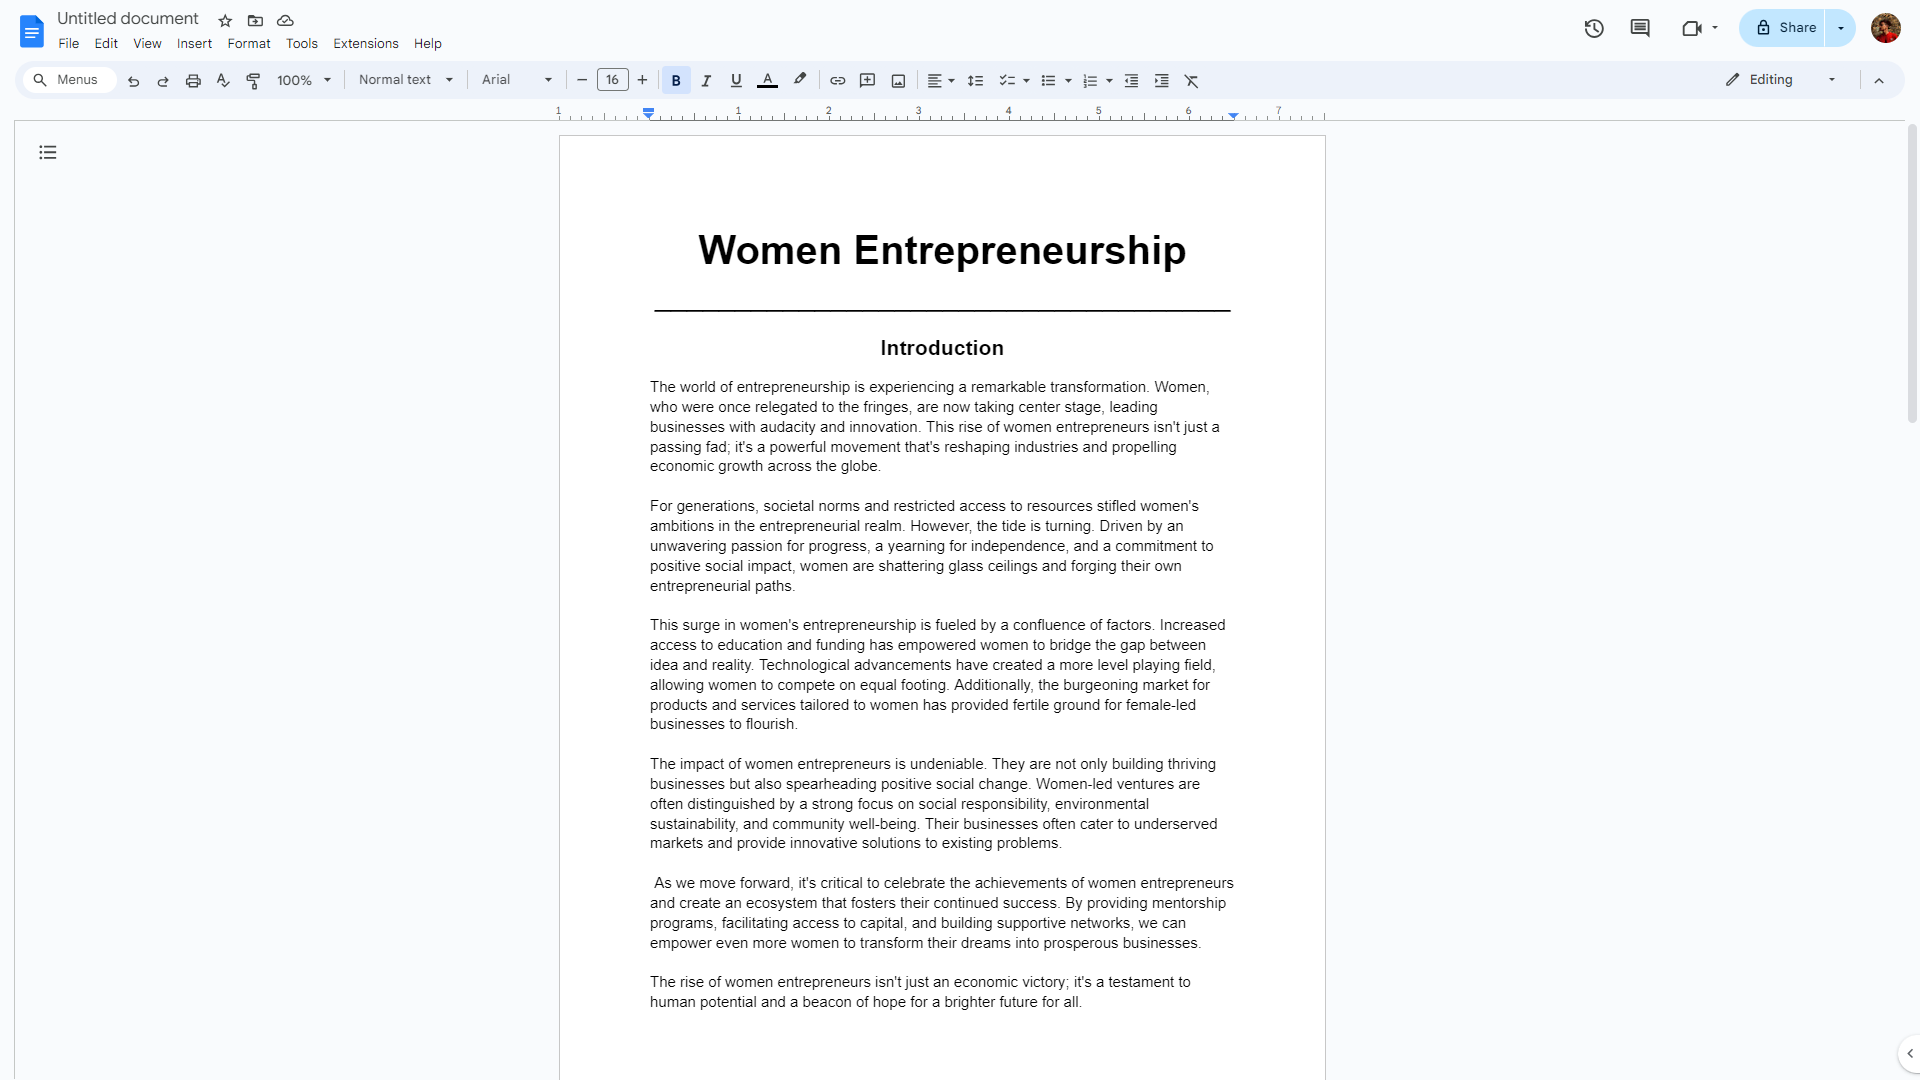 Untitled document
File Edit View Insert Format Tools Extensions Help
Share
Menus 100% Normal text Arial 16 B I U A Editing
1 1 2 3 4 5 6 7
Women Entrepreneurship
Introduction
The world of entrepreneurship is experiencing a remarkable transformation. Women,
who were once relegated to the fringes, are now taking center stage, leading
businesses with audacity and innovation. This rise of women entrepreneurs isn't just a
passing fad; it's a powerful movement that's reshaping industries and propelling
economic growth across the globe.
For generations, societal norms and restricted access to resources stifled women's
ambitions in the entrepreneurial realm. However, the tide is turning. Driven by an
unwavering passion for progress, a yearning for independence, and a commitment to
positive social impact, women are shattering glass ceilings and forging their own
entrepreneurial paths.
This surge in women's entrepreneurship is fueled by a confluence of factors. Increased
access to education and funding has empowered women to bridge the gap between
idea and reality. Technological advancements have created a more level playing field,
allowing women to compete on equal footing. Additionally, the burgeoning market for
products and services tailored to women has provided fertile ground for female-led
businesses to flourish.
The impact of women entrepreneurs is undeniable. They are not only building thriving
businesses but also spearheading positive social change. Women-led ventures are
often distinguished by a strong focus on social responsibility, environmental
sustainability, and community well-being. Their businesses often cater to underserved
markets and provide innovative solutions to existing problems.
As we move forward, it's critical to celebrate the achievements of women entrepreneurs
and create an ecosystem that fosters their continued success. By providing mentorship
programs, facilitating access to capital, and building supportive networks, we can
empower even more women to transform their dreams into prosperous businesses.
The rise of women entrepreneurs isn't just an economic victory; it's a testament to
human potential and a beacon of hope for a brighter future for all.